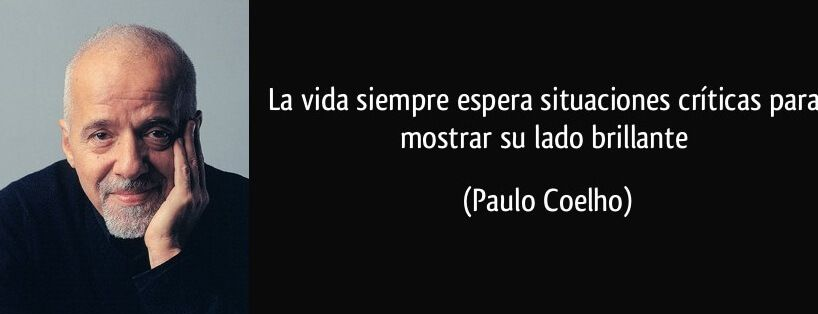 La vida siempre espera situaciones críticas para
mostrar su lado brillante
(Paulo Coelho)